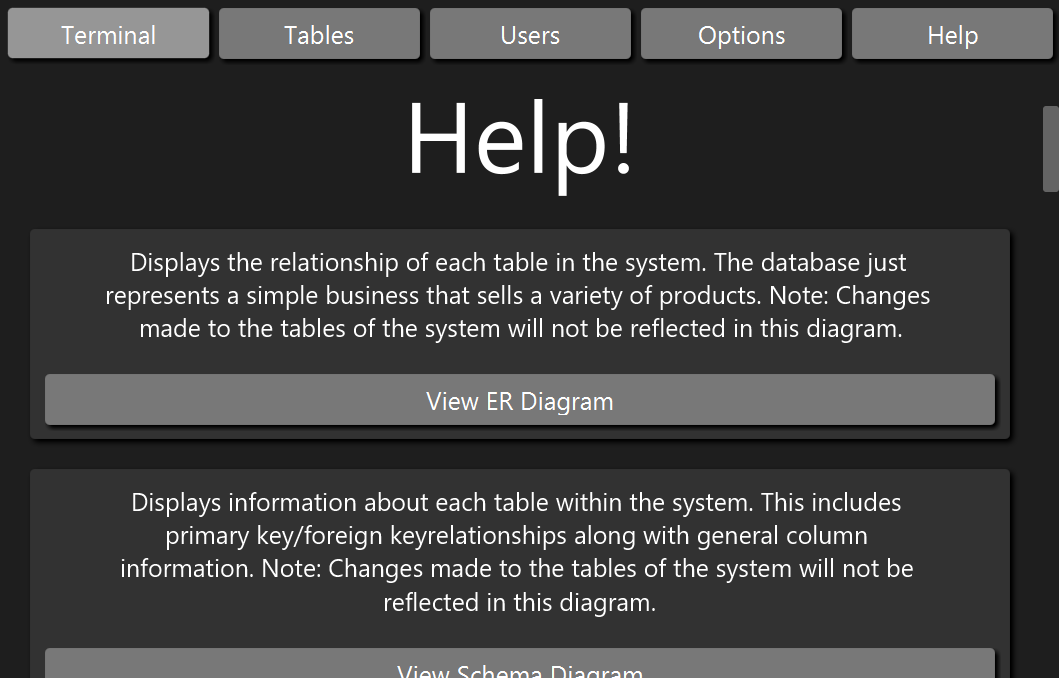 Terminal
Tables
Users
Options
Help
Help!
Displays the relationship of each table in the system. The database just
represents a simple business that sells a variety of products. Note: Changes
made to the tables of the system will not be reflected in this diagram.
View ER Diagram
Displays information about each table within the system. This includes
primary key/foreign keyrelationships along with general column
information. Note: Changes made to the tables of the system will not be
reflected in this diagram.
View Schema Diagram